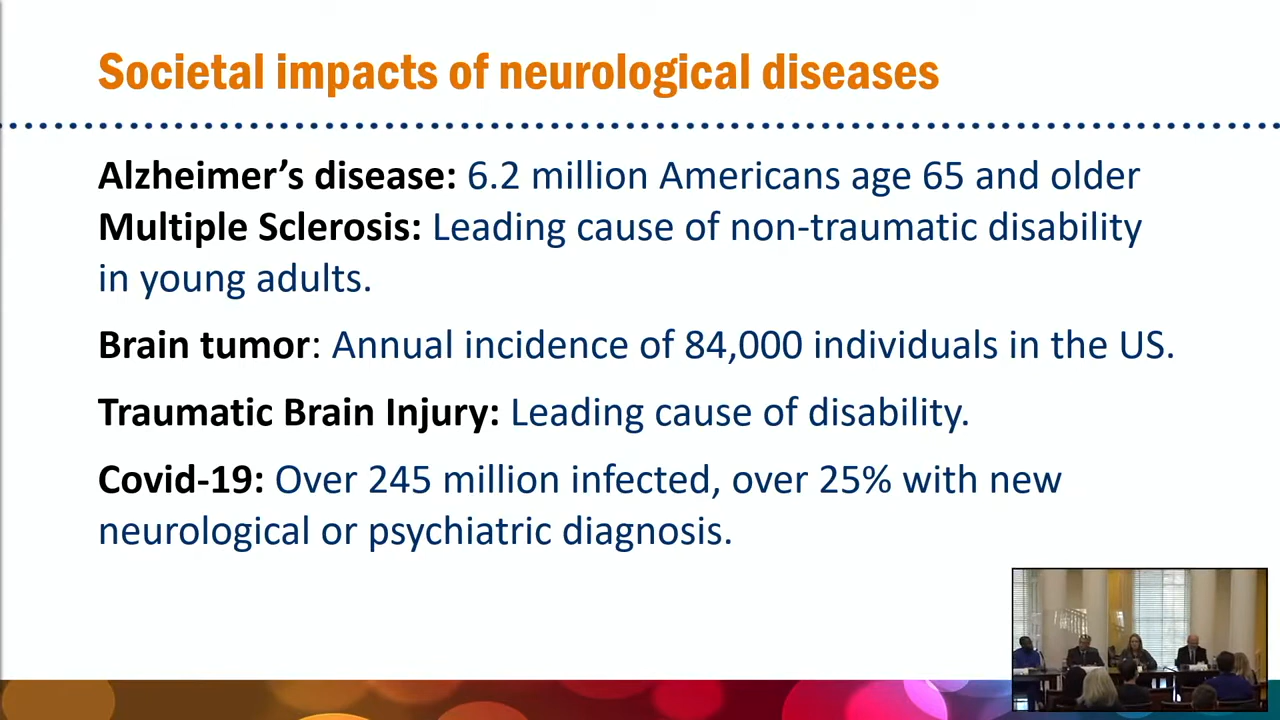 Societal impacts of neurological diseases
Alzheimer’s disease: 6.2 million Americans age 65 and older
Multiple Sclerosis: Leading cause of non-traumatic disability
in young adults.
Brain tumor: Annual incidence of 84,000 individuals in the US.
Traumatic Brain Injury: Leading cause of disability.
Covid-19: Over 245 million infected, over 25% with new
neurological or psychiatric diagnosis.